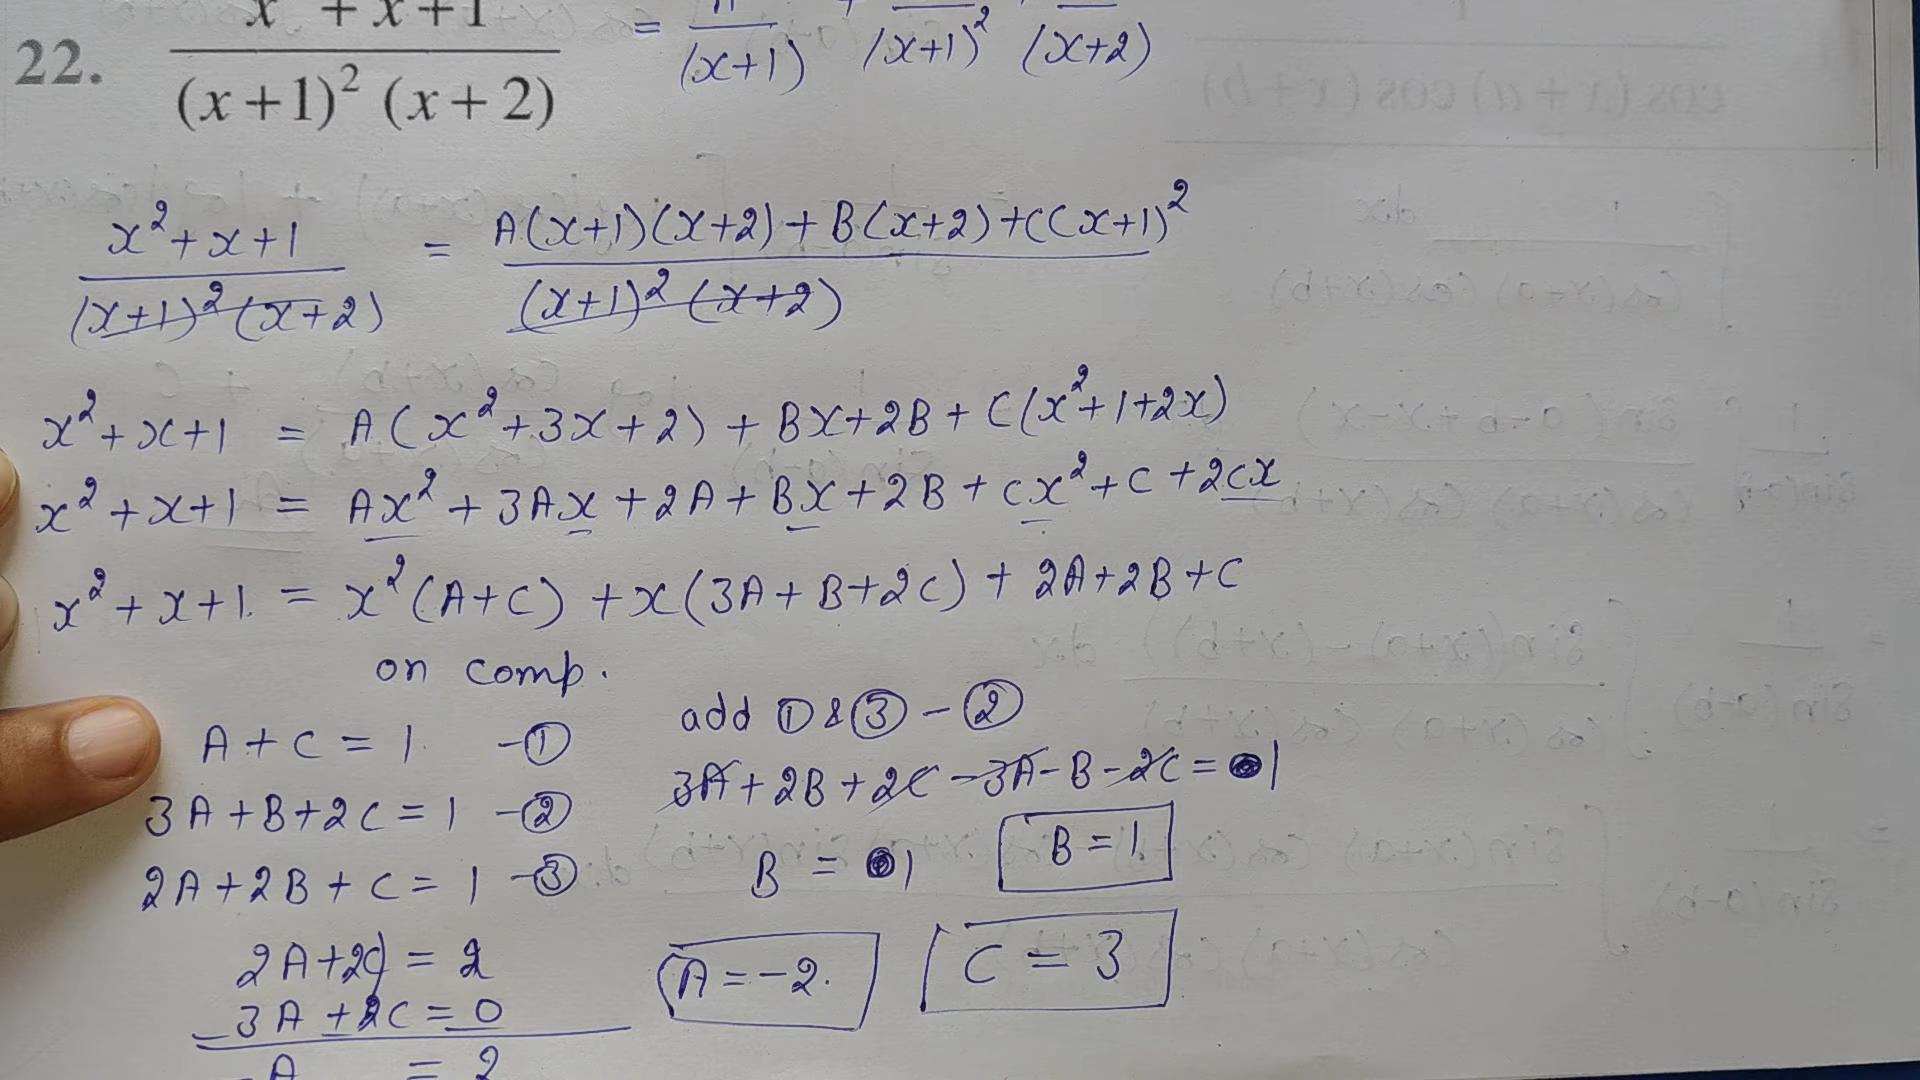 22. x + x + 1 / (x+1)² (x+2) = / (x+1) + / (x+1)² + / (x+2)
x²+x+1 / (x+1)²(x+2) = A(x+1)(x+2)+B(x+2)+C(x+1)² / (x+1)²(x+2)
x²+x+1 = A(x²+3x+2)+Bx+2B+C(x²+1+2x)
x²+x+1 = Ax²+3Ax+2A+Bx+2B+Cx²+C+2Cx
x²+x+1 = x²(A+C)+x(3A+B+2C)+2A+2B+C
on comp.
A+C=1. -①
3A+B+2C=1 -②
2A+2B+C=1 -③
2A+2C=2
3A+2C=0
-A = 2
add ①&③-②
3A+2B+2C-3A-B-2C=1
B = 1
B=1
A=-2.
C=3